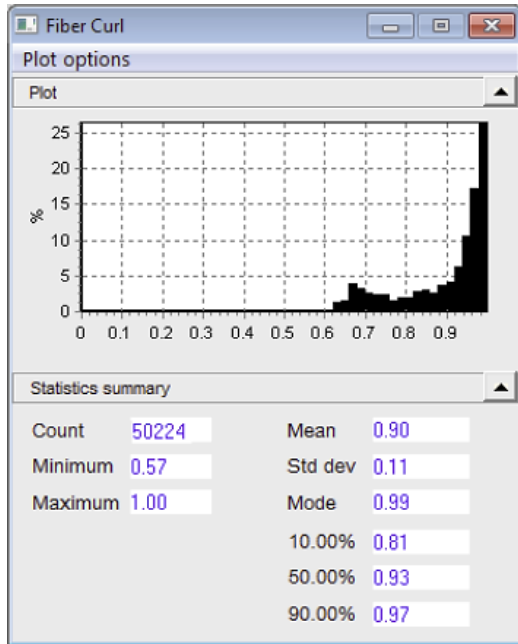 Fiber Curl
Plot options
Plot
25
20
15
10
5
0
%
0 0.1 0.2 0.3 0.4 0.5 0.6 0.7 0.8 0.9
Statistics summary
Count 50224
Minimum 0.57
Maximum 1.00
Mean 0.90
Std dev 0.11
Mode 0.99
10.00% 0.81
50.00% 0.93
90.00% 0.97